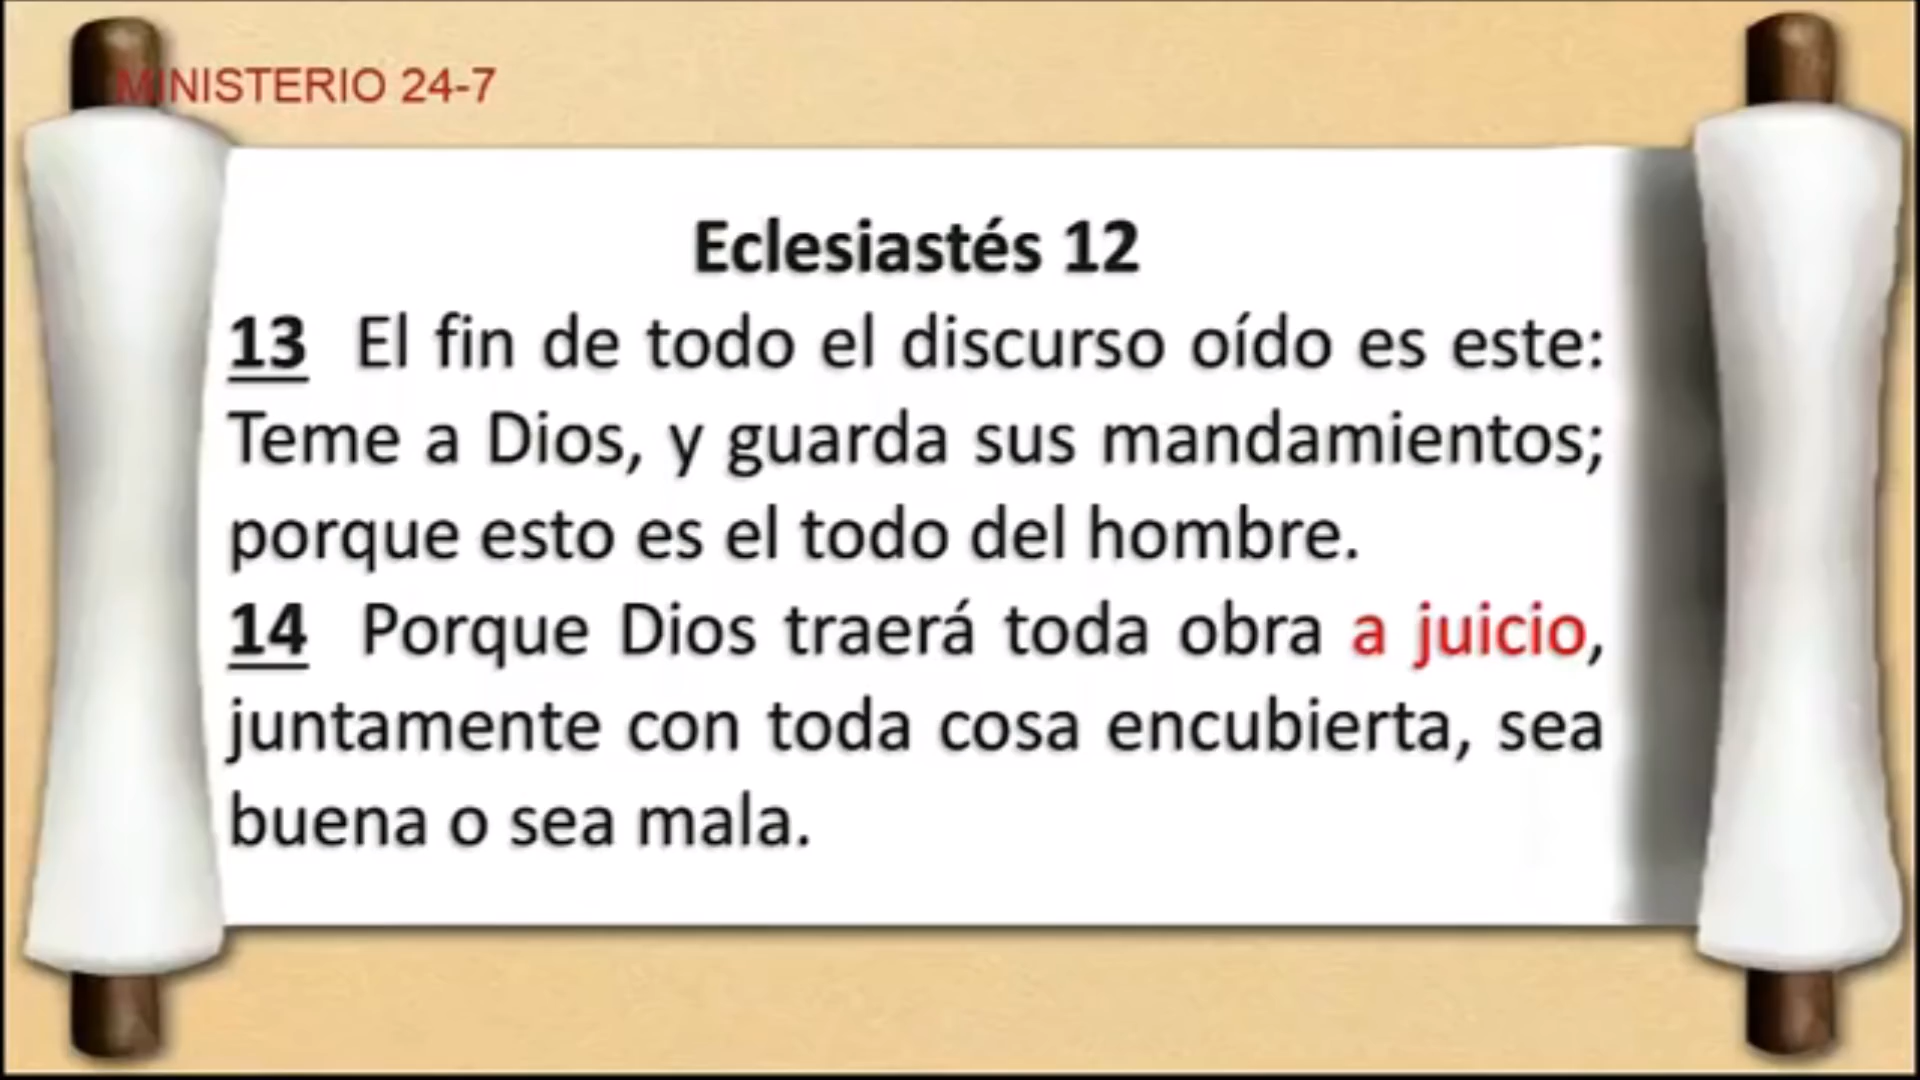 MINISTERIO 24-7
Eclesiastés 12
13 El fin de todo el discurso oído es este:
Teme a Dios, y guarda sus mandamientos;
porque esto es el todo del hombre.
14 Porque Dios traerá toda obra a juicio,
juntamente con toda cosa encubierta, sea
buena o sea mala.